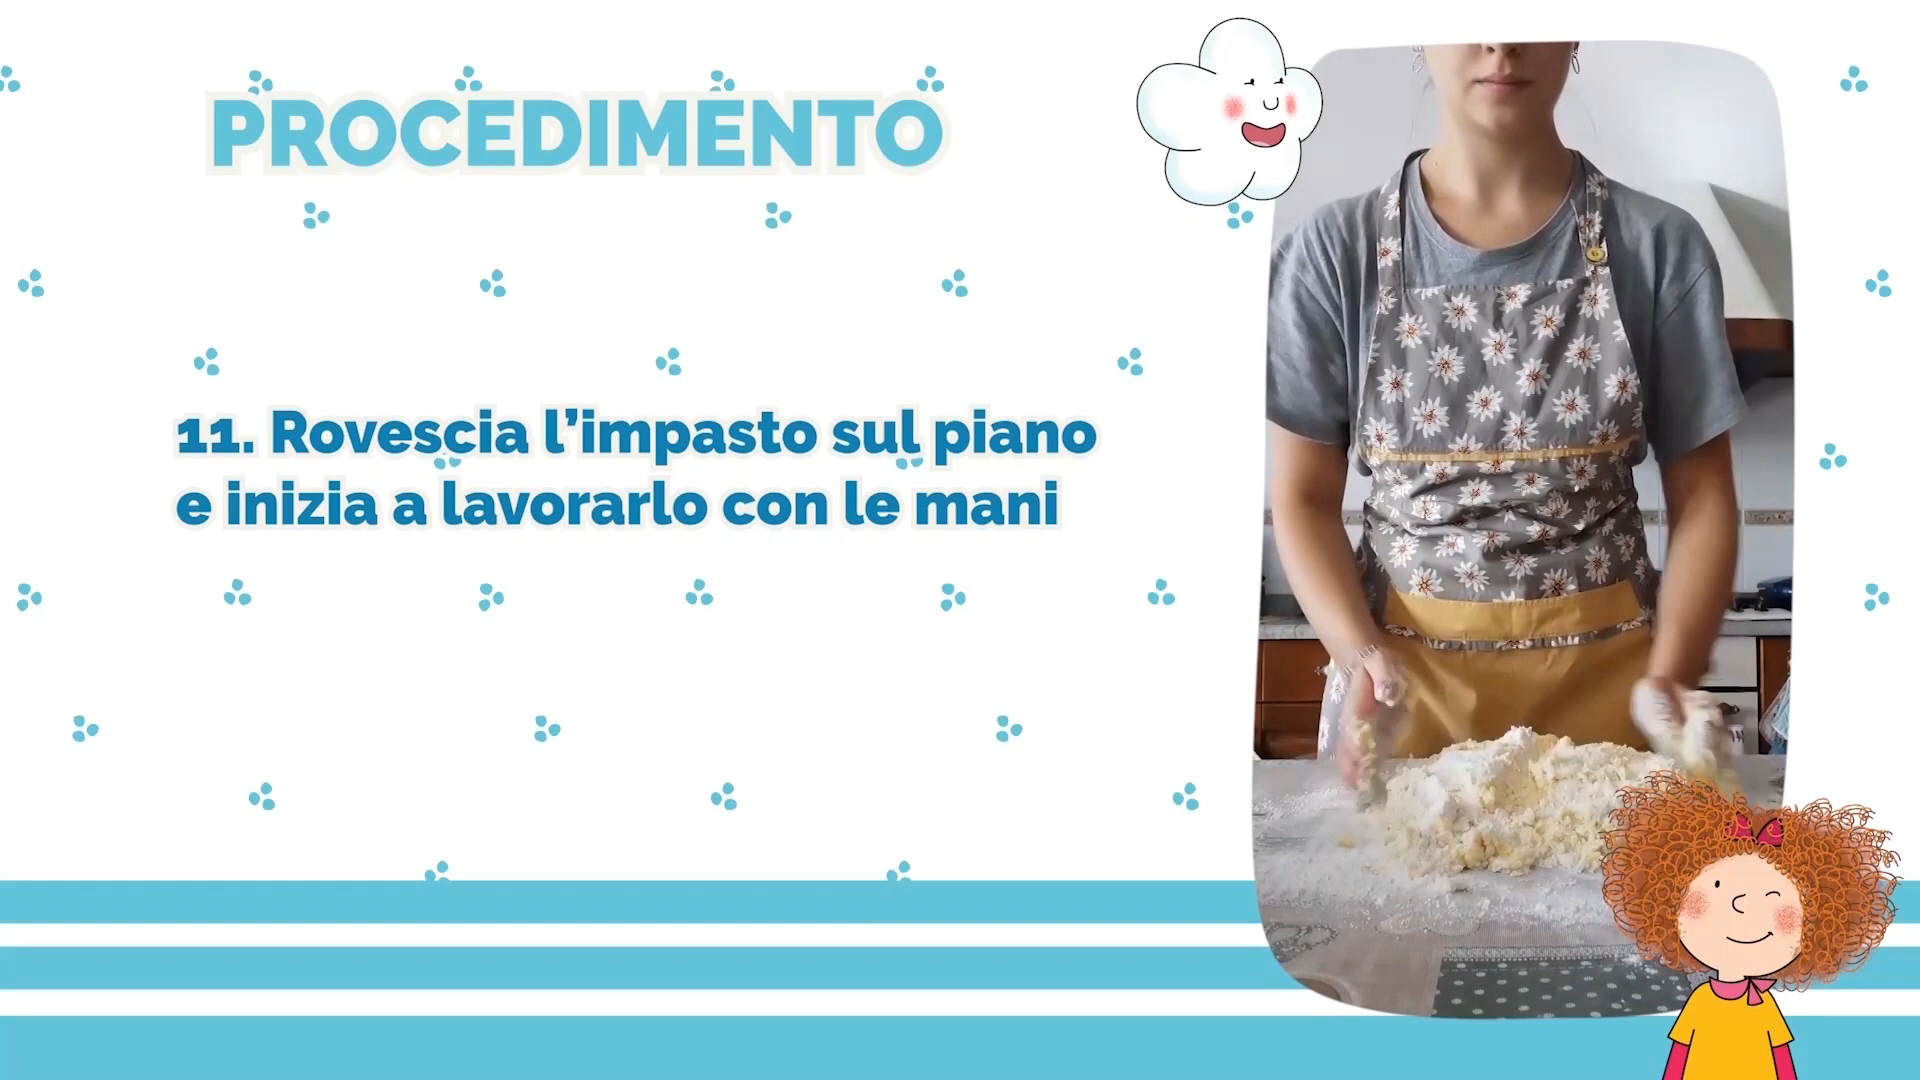 PROCEDIMENTO
11. Rovescia l’impasto sul piano
e inizia a lavorarlo con le mani